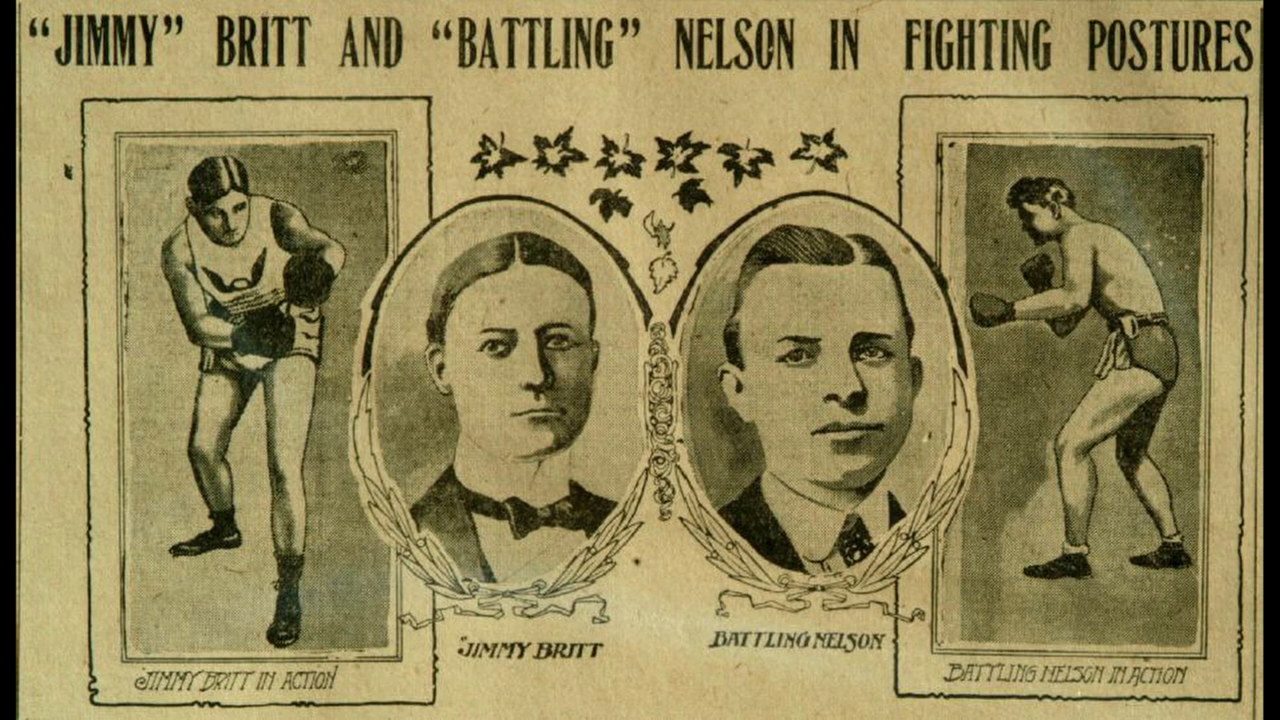 “JIMMY” BRITT AND “BATTLING” NELSON IN FIGHTING POSTURES
"JIMMY BRITT
BATTLING NELSON
JIMMY BRITT IN ACTION
BATTLING NELSON IN ACTION